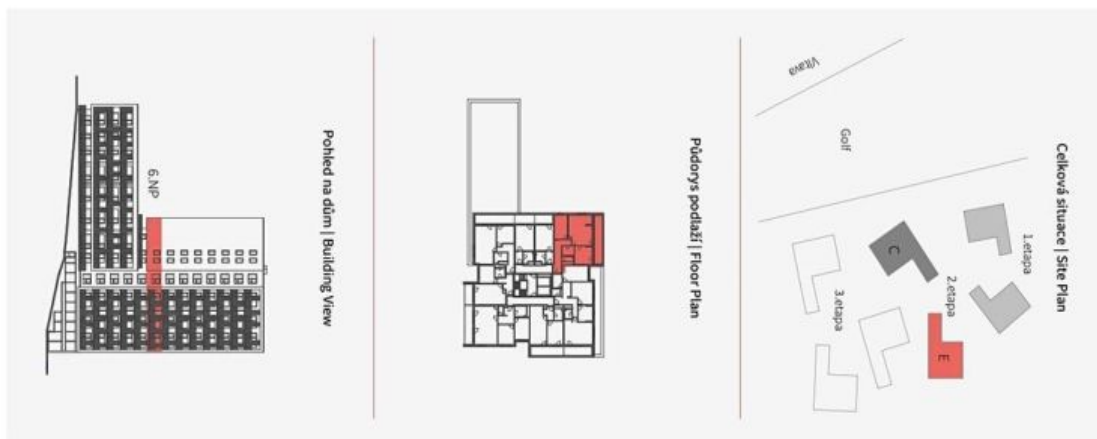 Celková situace | Site Plan
Vltava
Golf
1.etapa
C
2.etapa
3.etapa
E
Půdorys podlaží | Floor Plan
Pohled na dům | Building View
6.NP